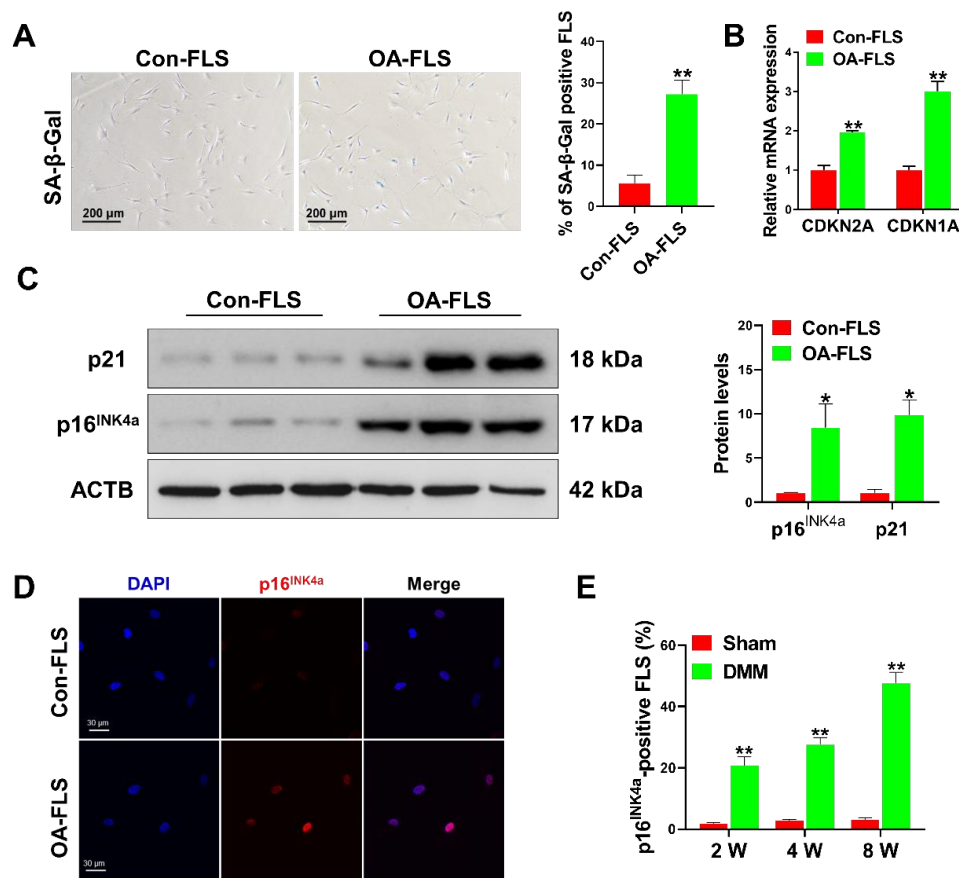 A
Con-FLS
OA-FLS
SA-β-Gal
200 μm
200 μm
% of SA-β-Gal positive FLS
40
30
20
10
0
Con-FLS
OA-FLS
**
B
Con-FLS
OA-FLS
Relative mRNA expression
4
3
2
1
0
**
**
CDKN2A
CDKN1A
C
Con-FLS
OA-FLS
p21
18 kDa
p16INK4a
17 kDa
ACTB
42 kDa
Con-FLS
OA-FLS
Protein levels
20
15
10
5
0
*
*
p16INK4a
p21
D
DAPI
p16INK4a
Merge
Con-FLS
30 μm
OA-FLS
30 μm
E
Sham
DMM
p16INK4a-positive FLS (%)
60
40
20
0
**
**
**
2 W
4 W
8 W